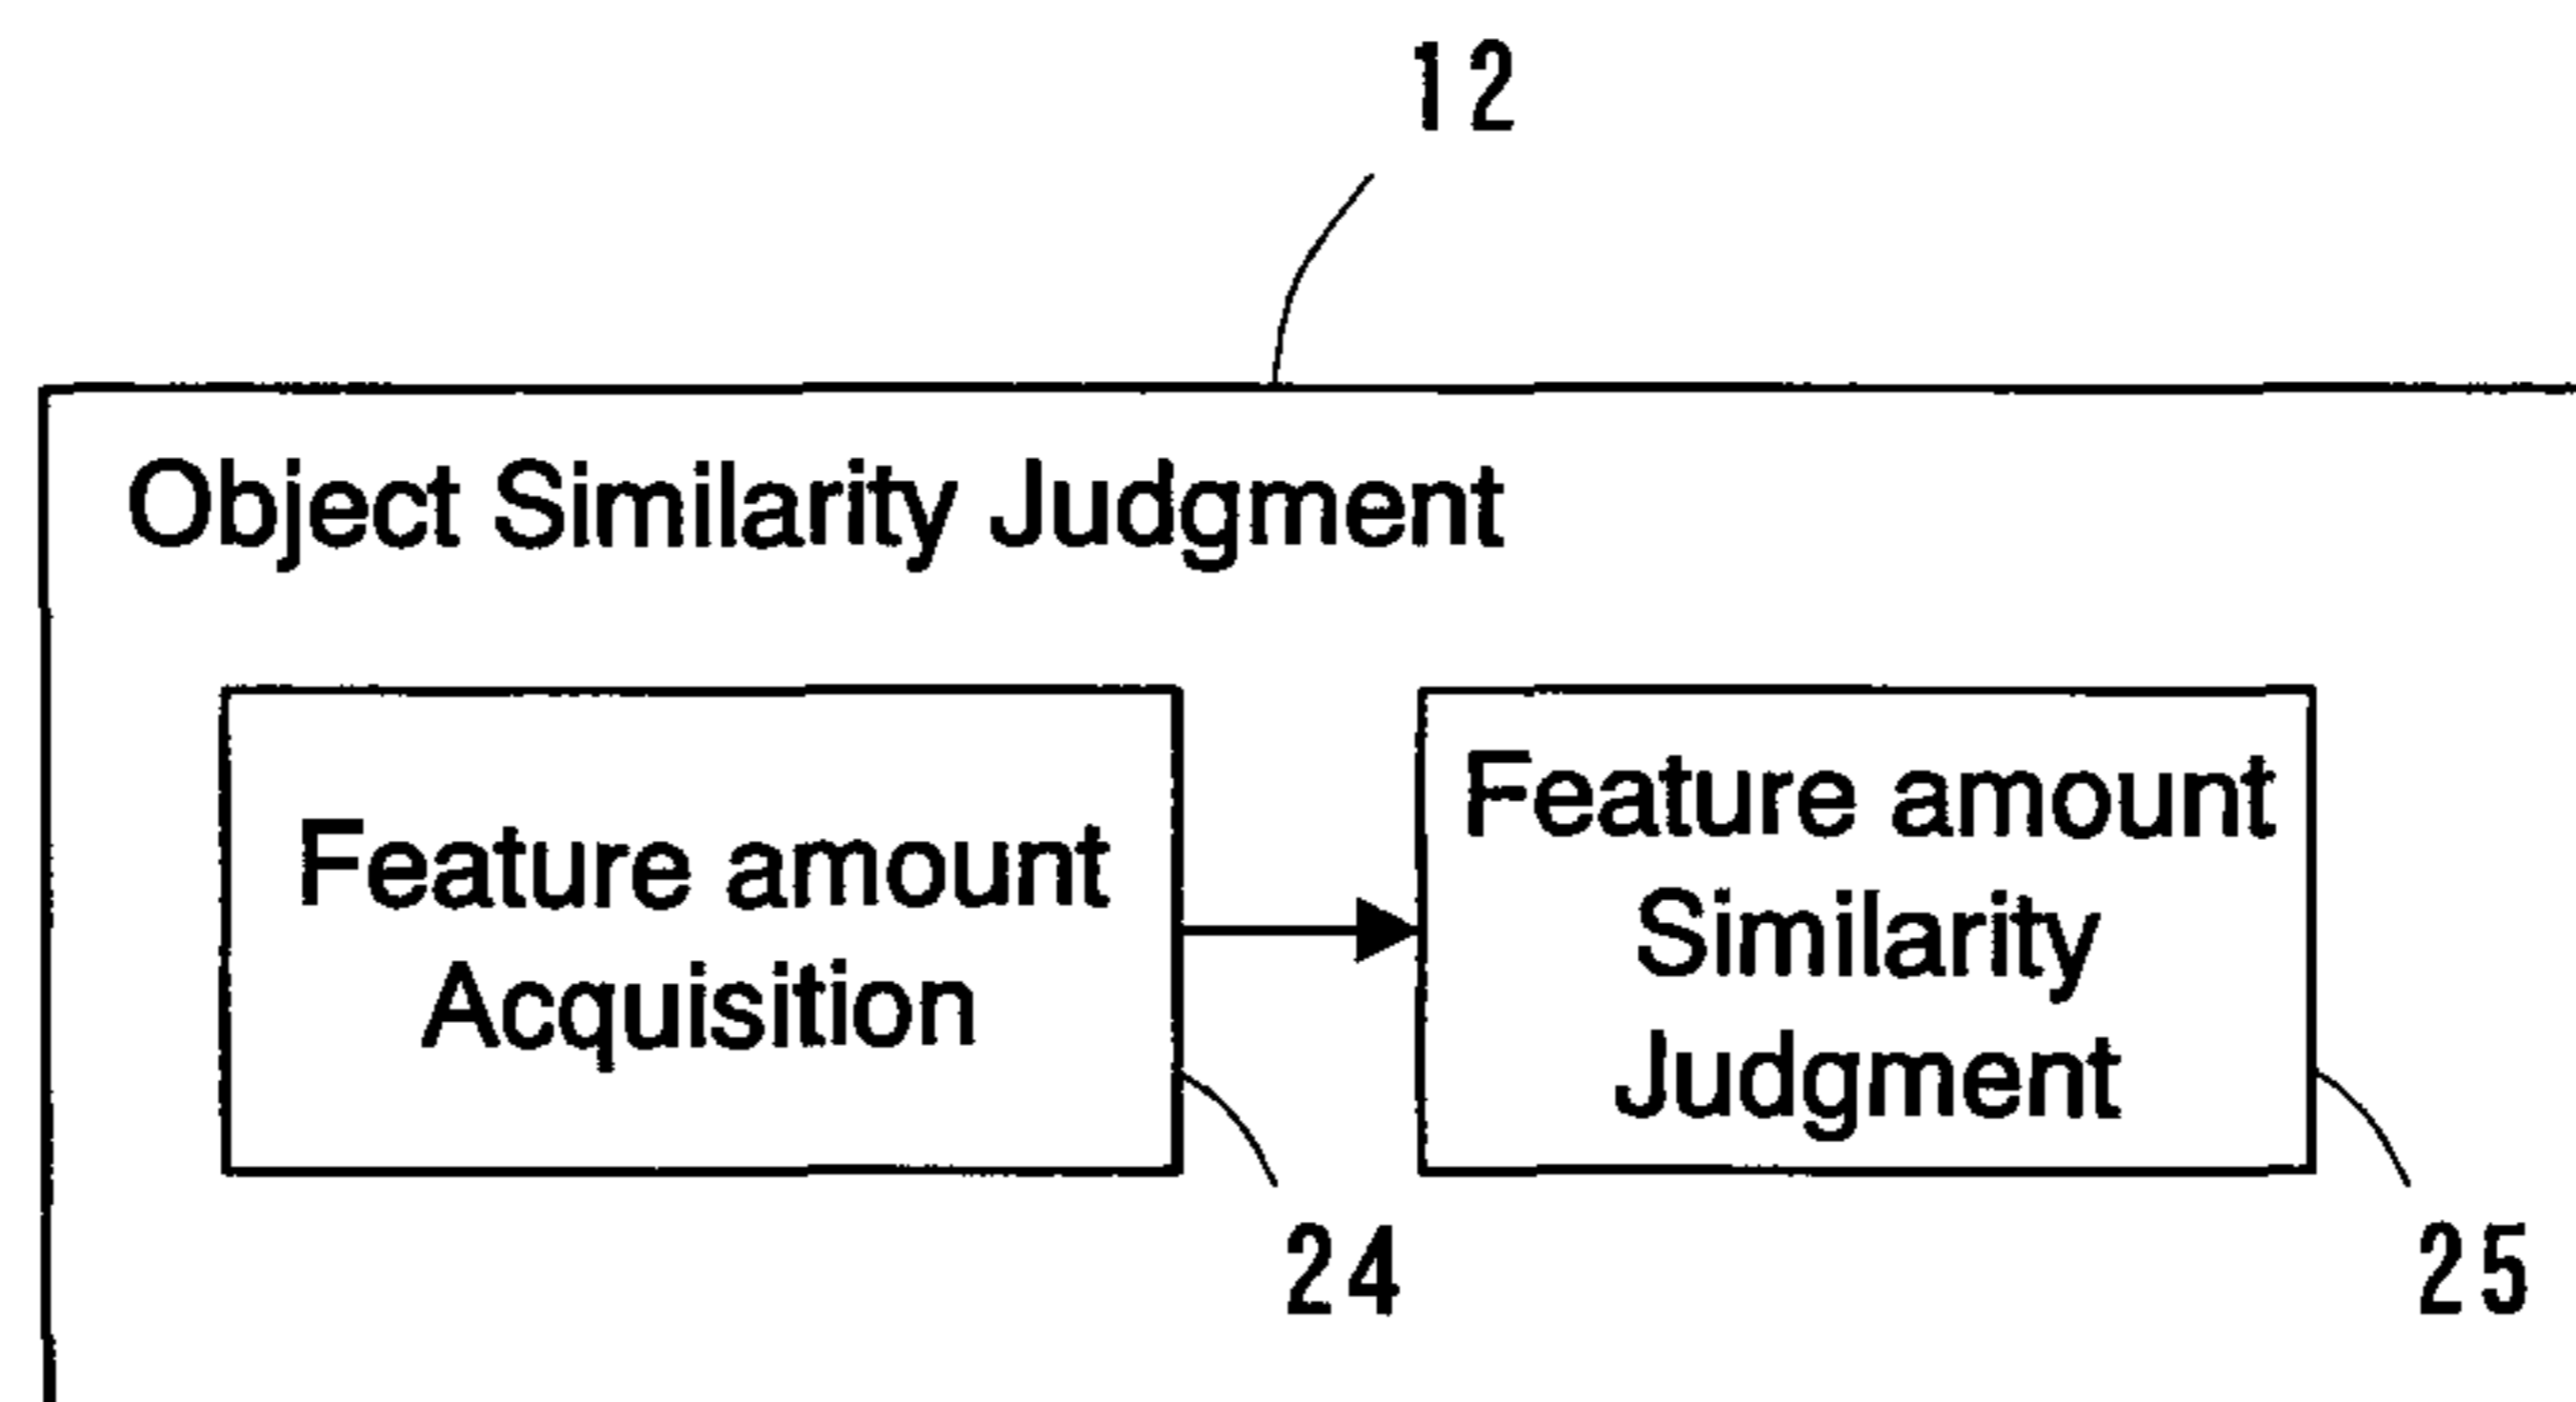 12
Object Similarity Judgment
Feature amount
Acquisition
Feature amount
Similarity
Judgment
24
25